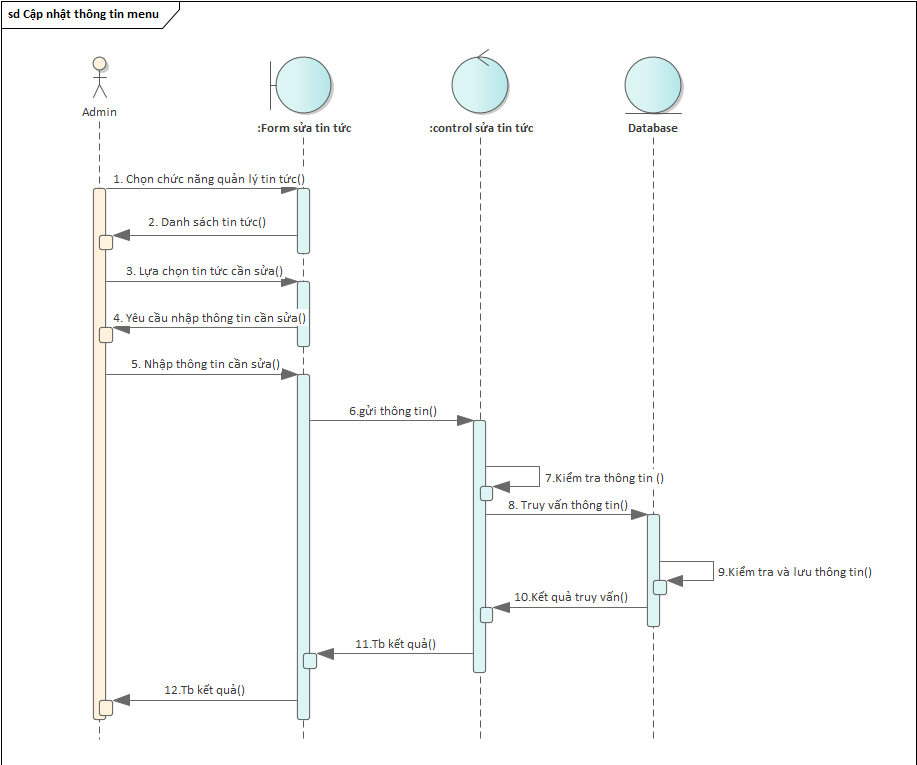 sd Cập nhật thông tin menu
Admin
:Form sửa tin tức
:control sửa tin tức
Database
1. Chọn chức năng quản lý tin tức()
2. Danh sách tin tức()
3. Lựa chọn tin tức cần sửa()
4. Yêu cầu nhập thông tin cần sửa()
5. Nhập thông tin cần sửa()
6.gửi thông tin()
7.Kiểm tra thông tin ()
8. Truy vấn thông tin()
9.Kiểm tra và lưu thông tin()
10.Kết quả truy vấn()
11.Tb kết quả()
12.Tb kết quả()